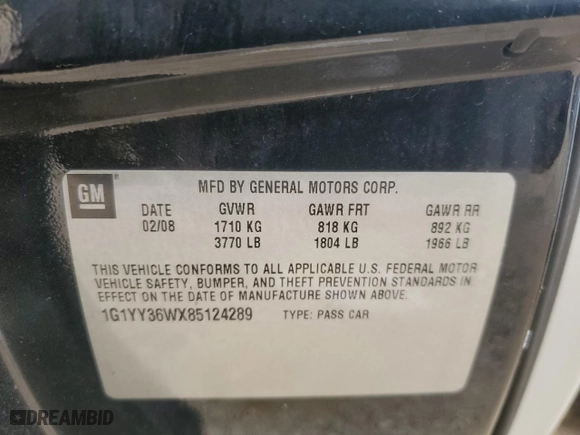 GM
MFD BY GENERAL MOTORS CORP.
DATE GVWR GAWR FRT GAWR RR
02/08 1710 KG 818 KG 892 KG
3770 LB 1804 LB 1966 LB
THIS VEHICLE CONFORMS TO ALL APPLICABLE U.S. FEDERAL MOTOR
VEHICLE SAFETY, BUMPER, AND THEFT PREVENTION STANDARDS IN
EFFECT ON THE DATE OF MANUFACTURE SHOWN ABOVE.
1G1YY36WX85124289 TYPE: PASS CAR
DREAMBID